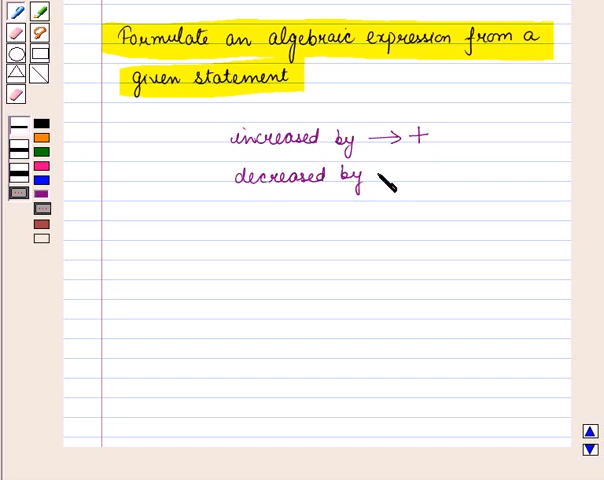 Formulate an algebraic expression from a
given statement
increased by → +
decreased by